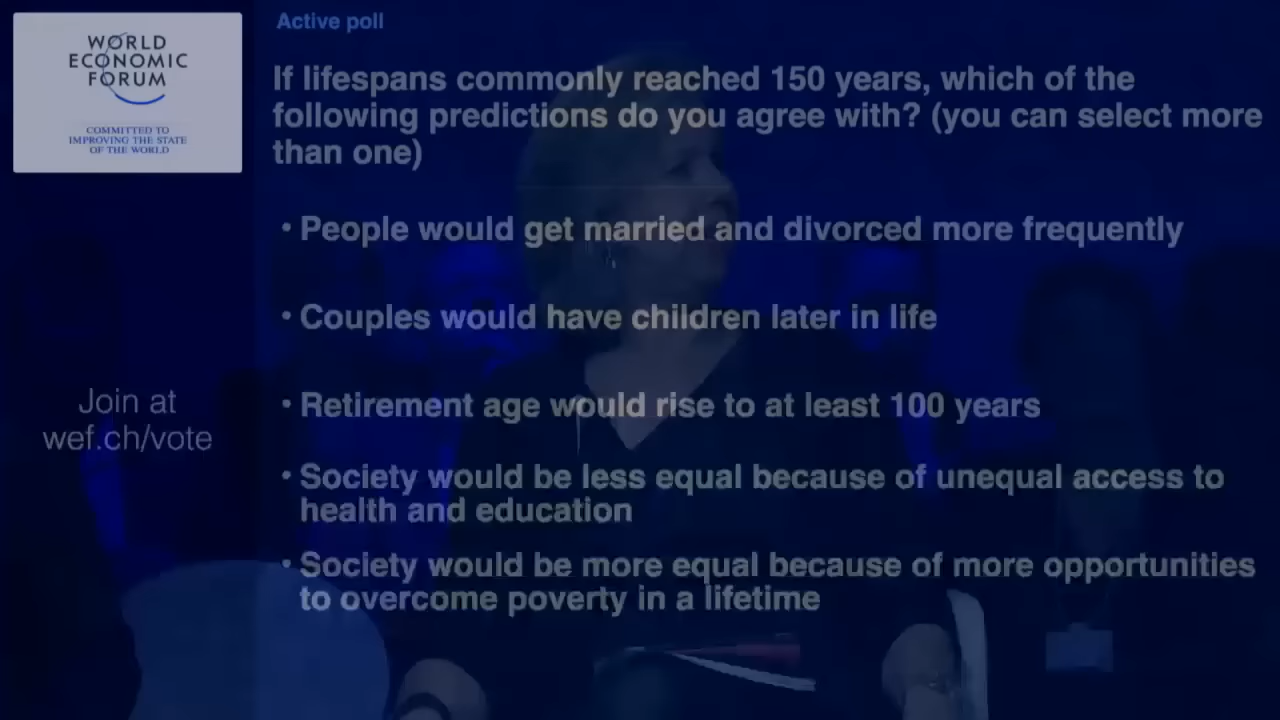 WORLD
ECONOMIC
FORUM
COMMITTED TO
IMPROVING THE STATE
OF THE WORLD
Active poll
If lifespans commonly reached 150 years, which of the
following predictions do you agree with? (you can select more
than one)
• People would get married and divorced more frequently
• Couples would have children later in life
• Retirement age would rise to at least 100 years
• Society would be less equal because of unequal access to
health and education
• Society would be more equal because of more opportunities
to overcome poverty in a lifetime
Join at
wef.ch/vote